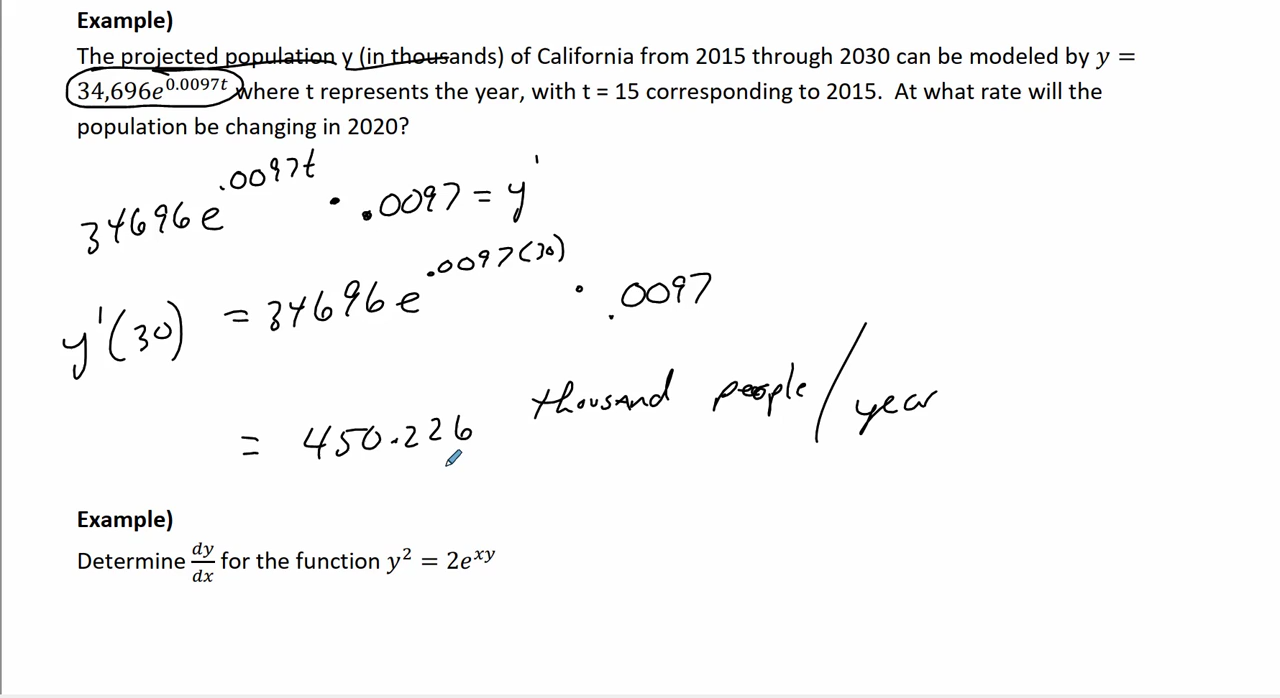 Example)
The projected population y (in thousands) of California from 2015 through 2030 can be modeled by y =
34,696e^{0.0097t} where t represents the year, with t = 15 corresponding to 2015.  At what rate will the
population be changing in 2020?
34696e^{.0097t} · .0097 = y'
y'(30) = 34696e^{.0097(30)} · .0097
= 450.226 thousand people/year
Example)
Determine dy/dx for the function y² = 2e^{xy}